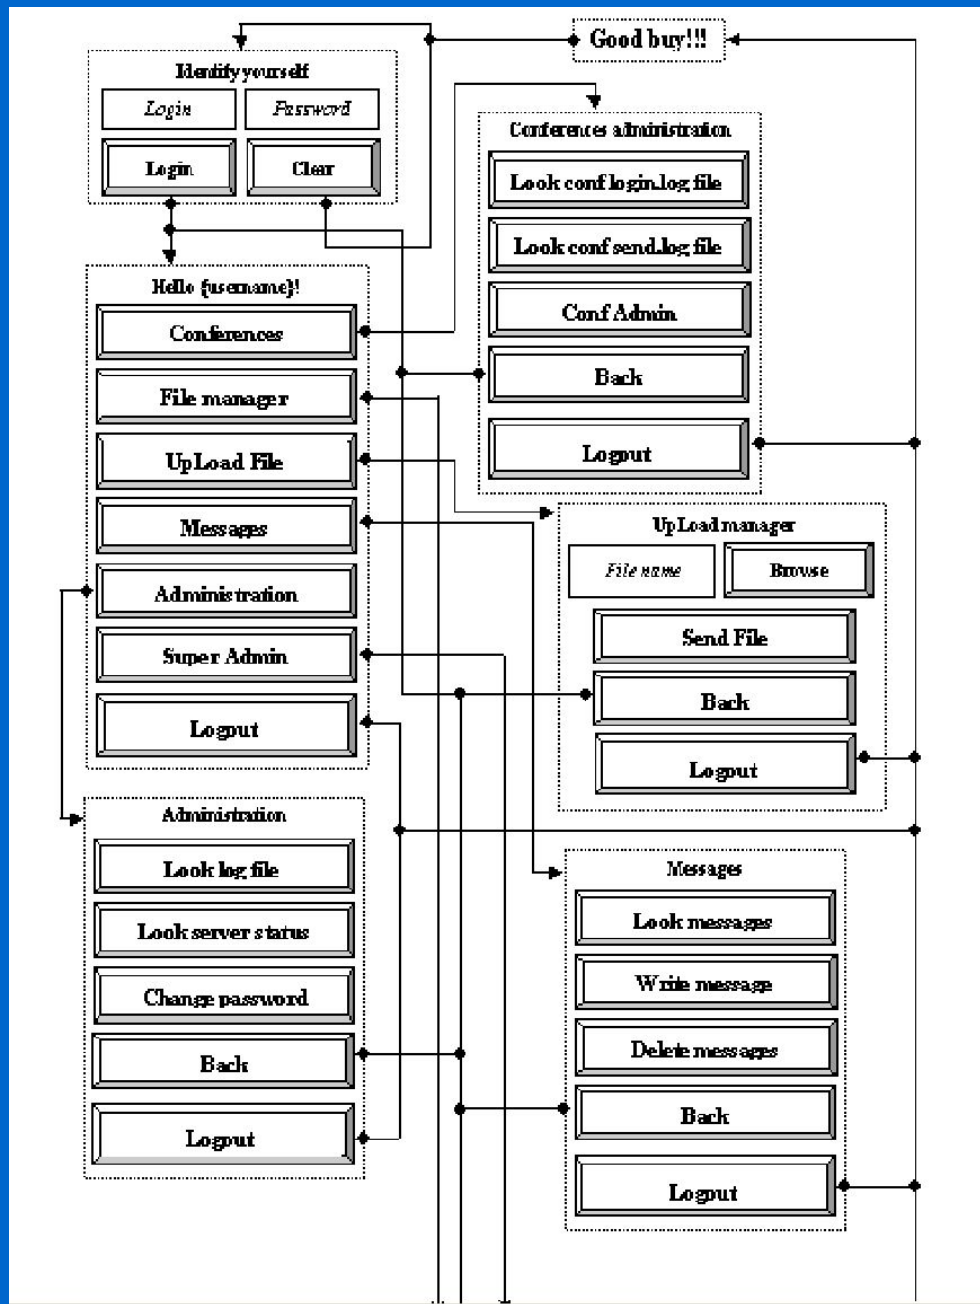 Good buy!!!
Identify yourself
Login
Password
Login
Clear
Conferences administration
Look conf login.log file
Look conf send.log file
Conf Admin
Back
Logout
Hello {username}!
Conferences
File manager
UpLoad File
Messages
Administration
Super Admin
Logout
UpLoad manager
File name
Browse
Send File
Back
Logout
Administration
Look log file
Look server status
Change password
Back
Logout
Messages
Look messages
Write message
Delete messages
Back
Logout